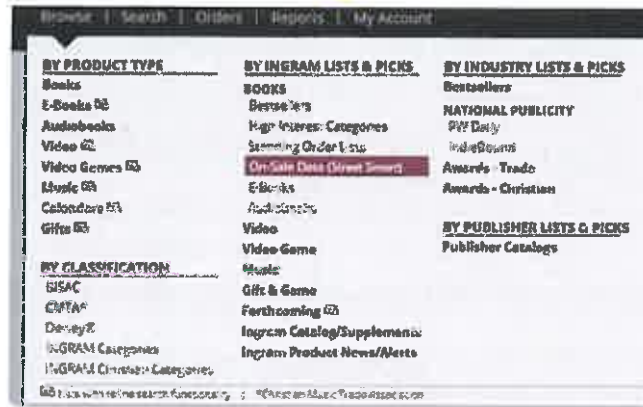 Browse | Search | Orders | Reports | My Account
BY PRODUCT TYPE
Books
E-Books
Audiobooks
Video
Video Games
Music
Calendars
Gifts
BY CLASSIFICATION
BISAC
CMTA*
Dewey®
INGRAM Categories
INGRAM Christian Categories
BY INGRAM LISTS & PICKS
BOOKS
Bestsellers
High Interest Categories
Standing Order Lists
On-Sale Date (Street Smart)
E-Books
Audiobooks
Video
Video Game
Music
Gift & Game
Forthcoming
Ingram Catalog/Supplements
Ingram Product News/Alerts
BY INDUSTRY LISTS & PICKS
Bestsellers
NATIONAL PUBLICITY
PW Daily
IndieBound
Awards - Trade
Awards - Christian
BY PUBLISHER LISTS & PICKS
Publisher Catalogs
search functionality | *Christian Music Trade Association